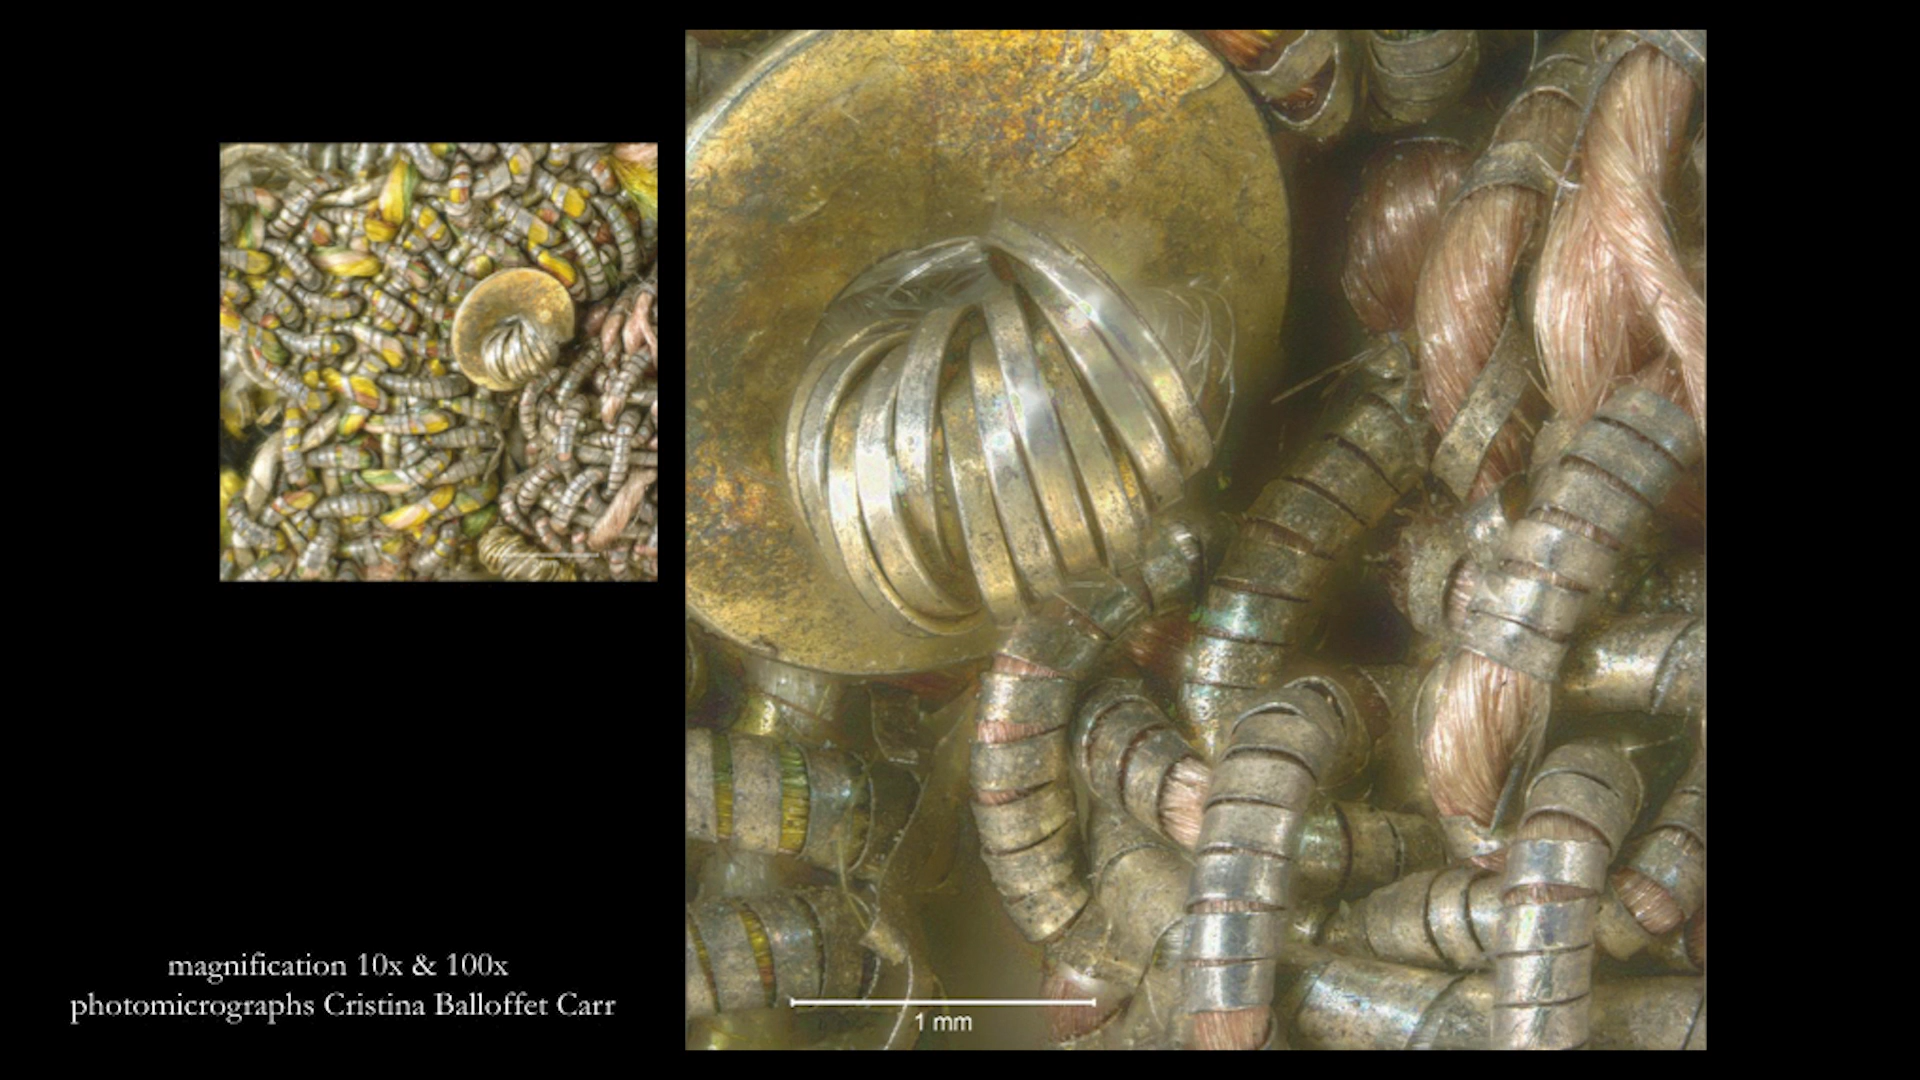 magnification 10x & 100x
photomicrographs Cristina Balloffet Carr
1 mm